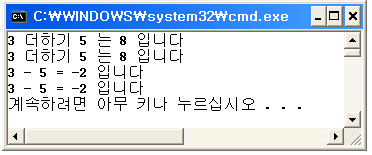 C:₩WINDOWS₩system32₩cmd.exe
3 더하기 5 는 8 입니다
3 더하기 5 는 8 입니다
3 - 5 = -2 입니다
3 - 5 = -2 입니다
계속하려면 아무 키나 누르십시오 . . .